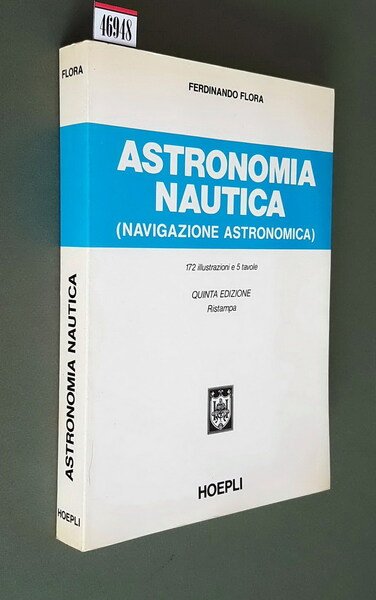 46948
FERDINANDO FLORA
ASTRONOMIA
NAUTICA
(NAVIGAZIONE ASTRONOMICA)
172 illustrazioni e 5 tavole
QUINTA EDIZIONE
Ristampa
HOEPLI
FLORA
ASTRONOMIA NAUTICA
HOEPLI